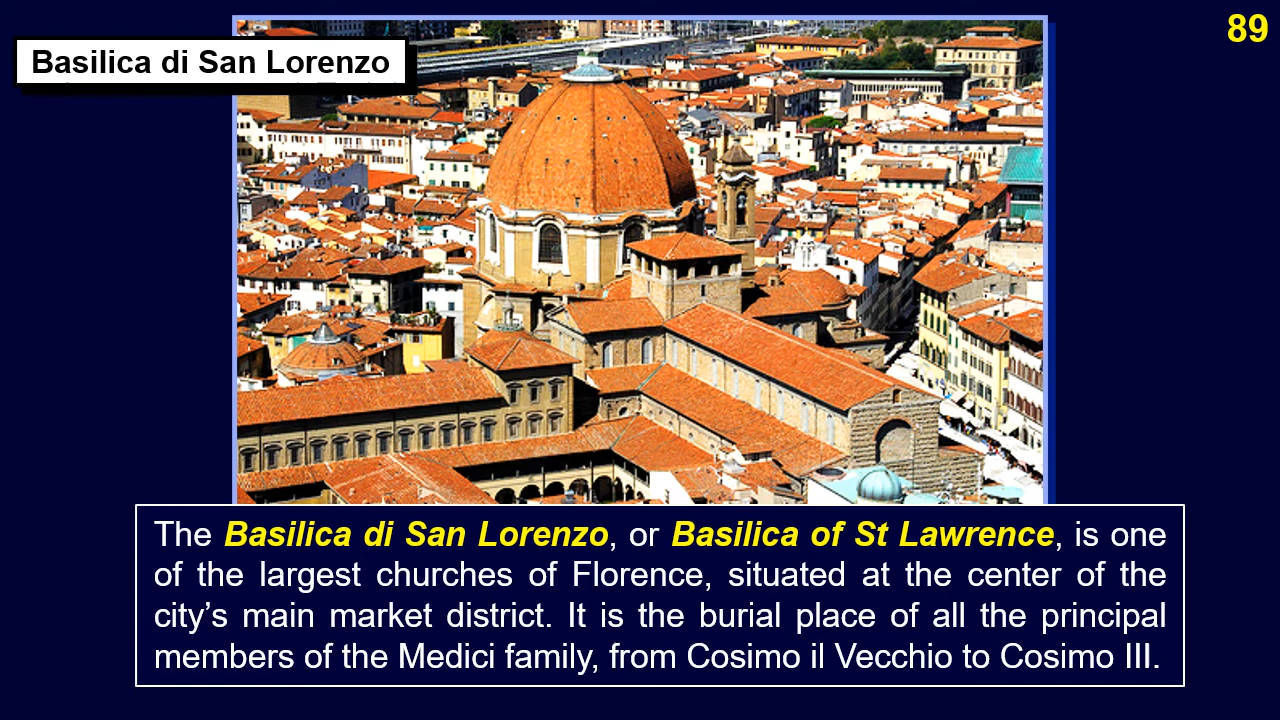 89
Basilica di San Lorenzo
The Basilica di San Lorenzo, or Basilica of St Lawrence, is one
of the largest churches of Florence, situated at the center of the
city’s main market district. It is the burial place of all the principal
members of the Medici family, from Cosimo il Vecchio to Cosimo III.